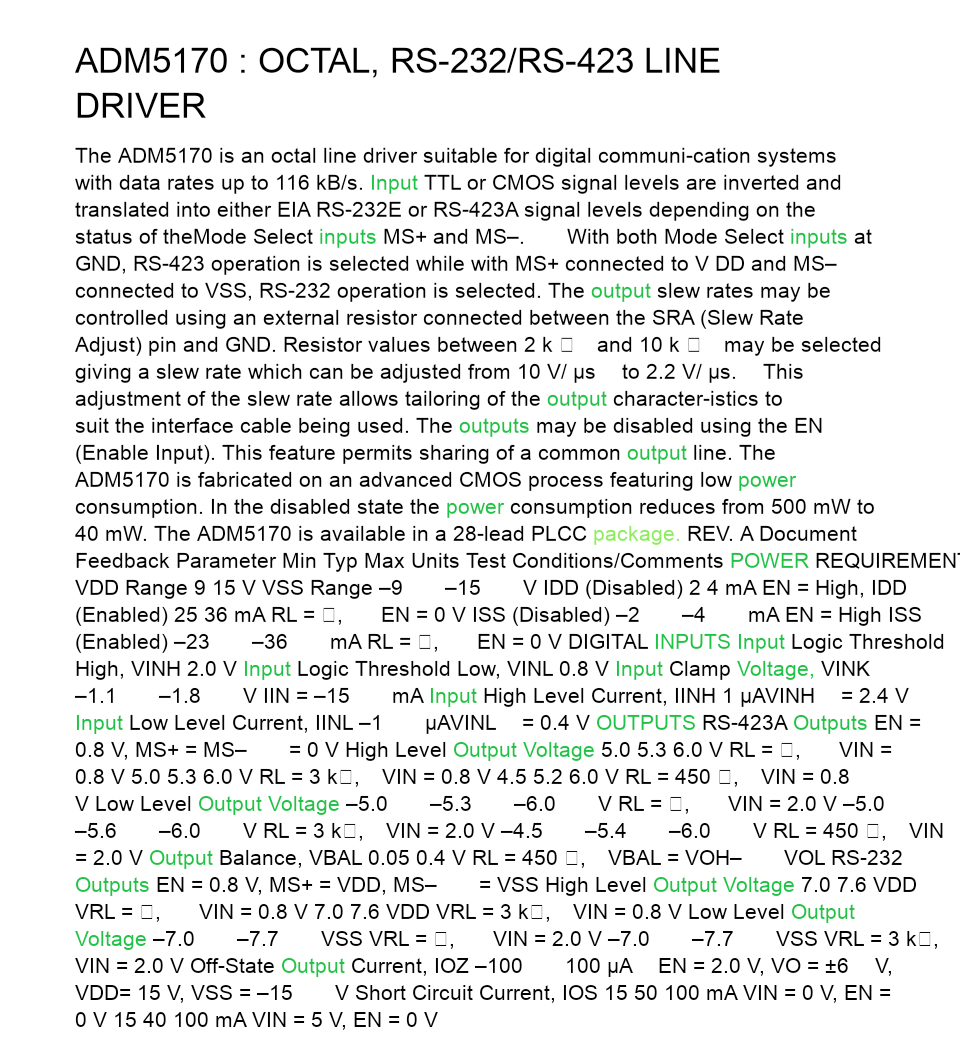 ADM5170 : OCTAL, RS-232/RS-423 LINE
DRIVER
The ADM5170 is an octal line driver suitable for digital communi-cation systems
with data rates up to 116 kB/s. Input TTL or CMOS signal levels are inverted and
translated into either EIA RS-232E or RS-423A signal levels depending on the
status of theMode Select inputs MS+ and MS–. With both Mode Select inputs at
GND, RS-423 operation is selected while with MS+ connected to V DD and MS–
connected to VSS, RS-232 operation is selected. The output slew rates may be
controlled using an external resistor connected between the SRA (Slew Rate
Adjust) pin and GND. Resistor values between 2 k □ and 10 k □ may be selected
giving a slew rate which can be adjusted from 10 V/ μs to 2.2 V/ μs. This
adjustment of the slew rate allows tailoring of the output character-istics to
suit the interface cable being used. The outputs may be disabled using the EN
(Enable Input). This feature permits sharing of a common output line. The
ADM5170 is fabricated on an advanced CMOS process featuring low power
consumption. In the disabled state the power consumption reduces from 500 mW to
40 mW. The ADM5170 is available in a 28-lead PLCC package. REV. A Document
Feedback Parameter Min Typ Max Units Test Conditions/Comments POWER REQUIREMENT
VDD Range 9 15 V VSS Range –9 –15 V IDD (Disabled) 2 4 mA EN = High, IDD
(Enabled) 25 36 mA RL = □, EN = 0 V ISS (Disabled) –2 –4 mA EN = High ISS
(Enabled) –23 –36 mA RL = □, EN = 0 V DIGITAL INPUTS Input Logic Threshold
High, VINH 2.0 V Input Logic Threshold Low, VINL 0.8 V Input Clamp Voltage, VINK
–1.1 –1.8 V IIN = –15 mA Input High Level Current, IINH 1 μAVINH = 2.4 V
Input Low Level Current, IINL –1 μAVINL = 0.4 V OUTPUTS RS-423A Outputs EN =
0.8 V, MS+ = MS– = 0 V High Level Output Voltage 5.0 5.3 6.0 V RL = □, VIN =
0.8 V 5.0 5.3 6.0 V RL = 3 k□, VIN = 0.8 V 4.5 5.2 6.0 V RL = 450 □, VIN = 0.8
V Low Level Output Voltage –5.0 –5.3 –6.0 V RL = □, VIN = 2.0 V –5.0
–5.6 –6.0 V RL = 3 k□, VIN = 2.0 V –4.5 –5.4 –6.0 V RL = 450 □, VIN
= 2.0 V Output Balance, VBAL 0.05 0.4 V RL = 450 □, VBAL = VOH– VOL RS-232
Outputs EN = 0.8 V, MS+ = VDD, MS– = VSS High Level Output Voltage 7.0 7.6 VDD
VRL = □, VIN = 0.8 V 7.0 7.6 VDD VRL = 3 k□, VIN = 0.8 V Low Level Output
Voltage –7.0 –7.7 VSS VRL = □, VIN = 2.0 V –7.0 –7.7 VSS VRL = 3 k□,
VIN = 2.0 V Off-State Output Current, IOZ –100 100 μA EN = 2.0 V, VO = ±6 V,
VDD= 15 V, VSS = –15 V Short Circuit Current, IOS 15 50 100 mA VIN = 0 V, EN =
0 V 15 40 100 mA VIN = 5 V, EN = 0 V